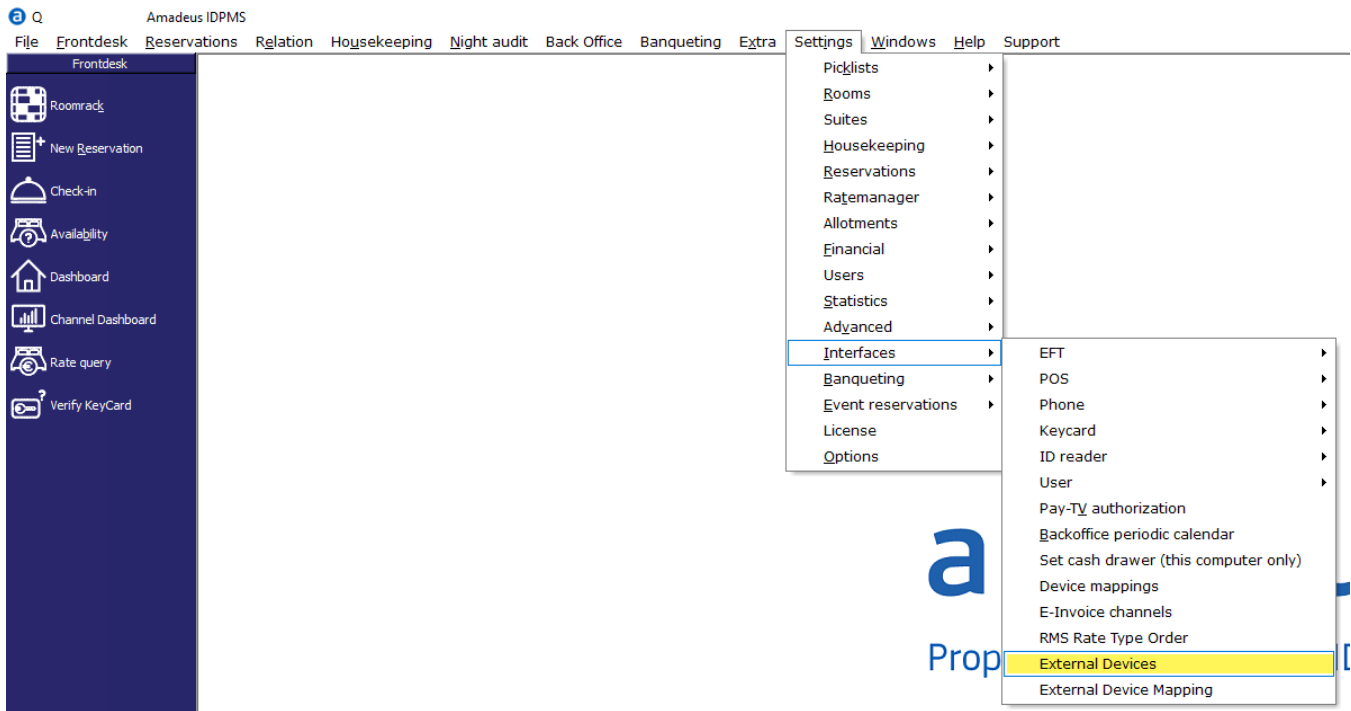 a Q Amadeus IDPMS
File Frontdesk Reservations Relation Housekeeping Night audit Back Office Banqueting Extra Settings Windows Help Support
Frontdesk
Roomrack
New Reservation
Check-in
Availability
Dashboard
Channel Dashboard
Rate query
Verify KeyCard
Picklists
Rooms
Suites
Housekeeping
Reservations
Ratemanager
Allotments
Financial
Users
Statistics
Advanced
Interfaces
Banqueting
Event reservations
License
Options
EFT
POS
Phone
Keycard
ID reader
User
Pay-TV authorization
Backoffice periodic calendar
Set cash drawer (this computer only)
Device mappings
E-Invoice channels
RMS Rate Type Order
External Devices
External Device Mapping
a
Prop